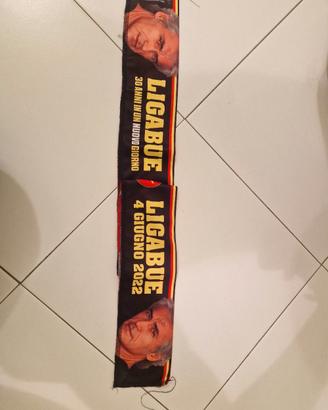 LIGABUE
30 ANNI IN UN NUOVO GIORNO
LIGABUE
4 GIUGNO 2022